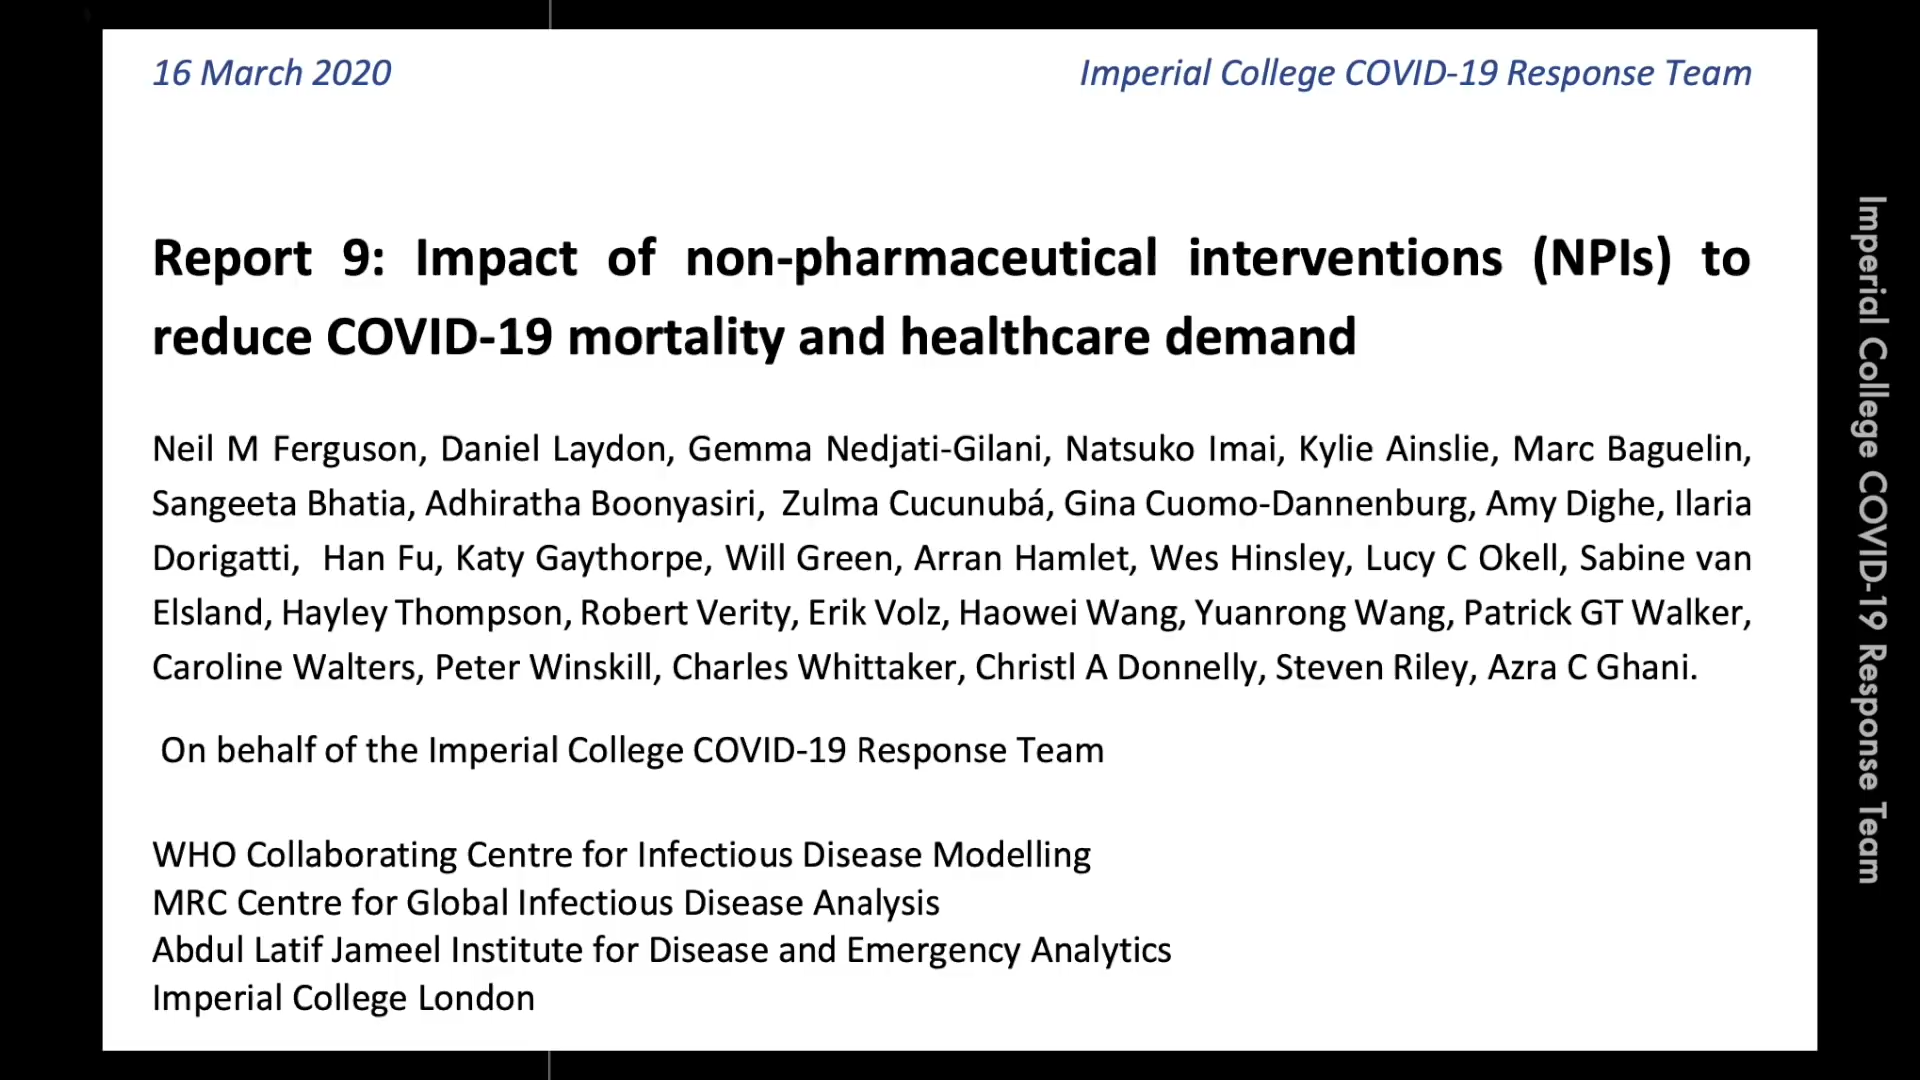 16 March 2020
Imperial College COVID-19 Response Team
Report 9: Impact of non-pharmaceutical interventions (NPIs) to
reduce COVID-19 mortality and healthcare demand
Neil M Ferguson, Daniel Laydon, Gemma Nedjati-Gilani, Natsuko Imai, Kylie Ainslie, Marc Baguelin,
Sangeeta Bhatia, Adhiratha Boonyasiri, Zulma Cucunubá, Gina Cuomo-Dannenburg, Amy Dighe, Ilaria
Dorigatti, Han Fu, Katy Gaythorpe, Will Green, Arran Hamlet, Wes Hinsley, Lucy C Okell, Sabine van
Elsland, Hayley Thompson, Robert Verity, Erik Volz, Haowei Wang, Yuanrong Wang, Patrick GT Walker,
Caroline Walters, Peter Winskill, Charles Whittaker, Christl A Donnelly, Steven Riley, Azra C Ghani.
On behalf of the Imperial College COVID-19 Response Team
WHO Collaborating Centre for Infectious Disease Modelling
MRC Centre for Global Infectious Disease Analysis
Abdul Latif Jameel Institute for Disease and Emergency Analytics
Imperial College London
Imperial College COVID-19 Response Team